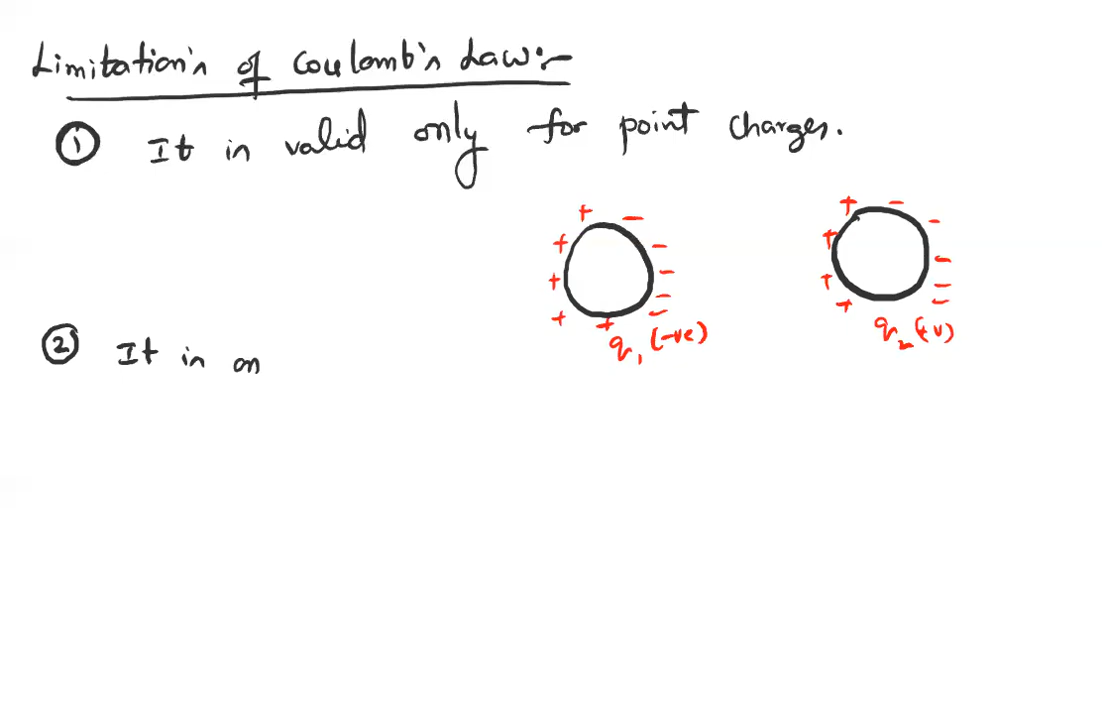 Limitation's of Coulomb's Law:-
① It is valid only for point charges.
+ + + + + - - - - -
q₁ (-ve)
+ + + + - - - - -
q₂ (+v)
② It is on